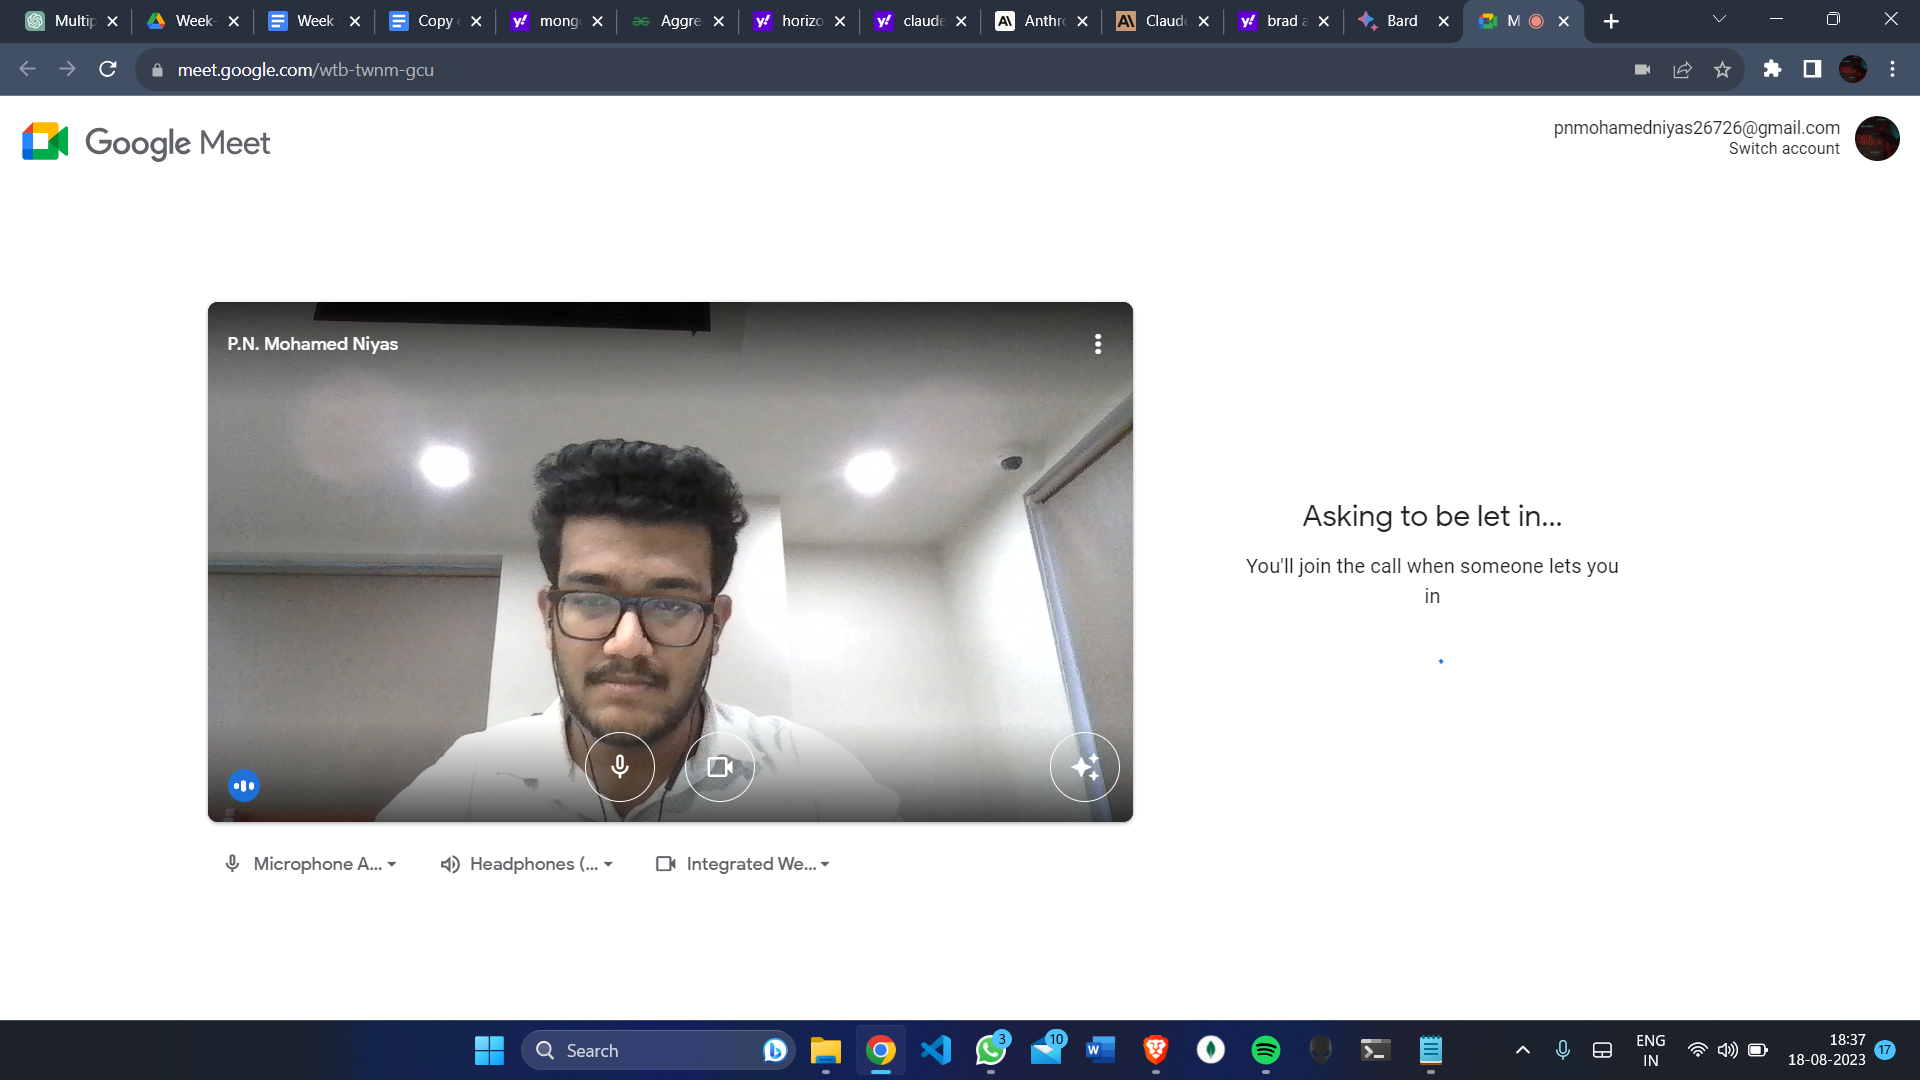 Multip
Week-
Week
Copy
mong
Aggre
horizo
claude
Anthr
Claude
brad a
Bard
M
meet.google.com/wtb-twnm-gcu
Google Meet
pnmohamedniyas26726@gmail.com
Switch account
P.N. Mohamed Niyas
Asking to be let in...
You'll join the call when someone lets you
in
Microphone A...
Headphones (...
Integrated We...
Search
3
10
ENG
IN
18:37
18-08-2023
17